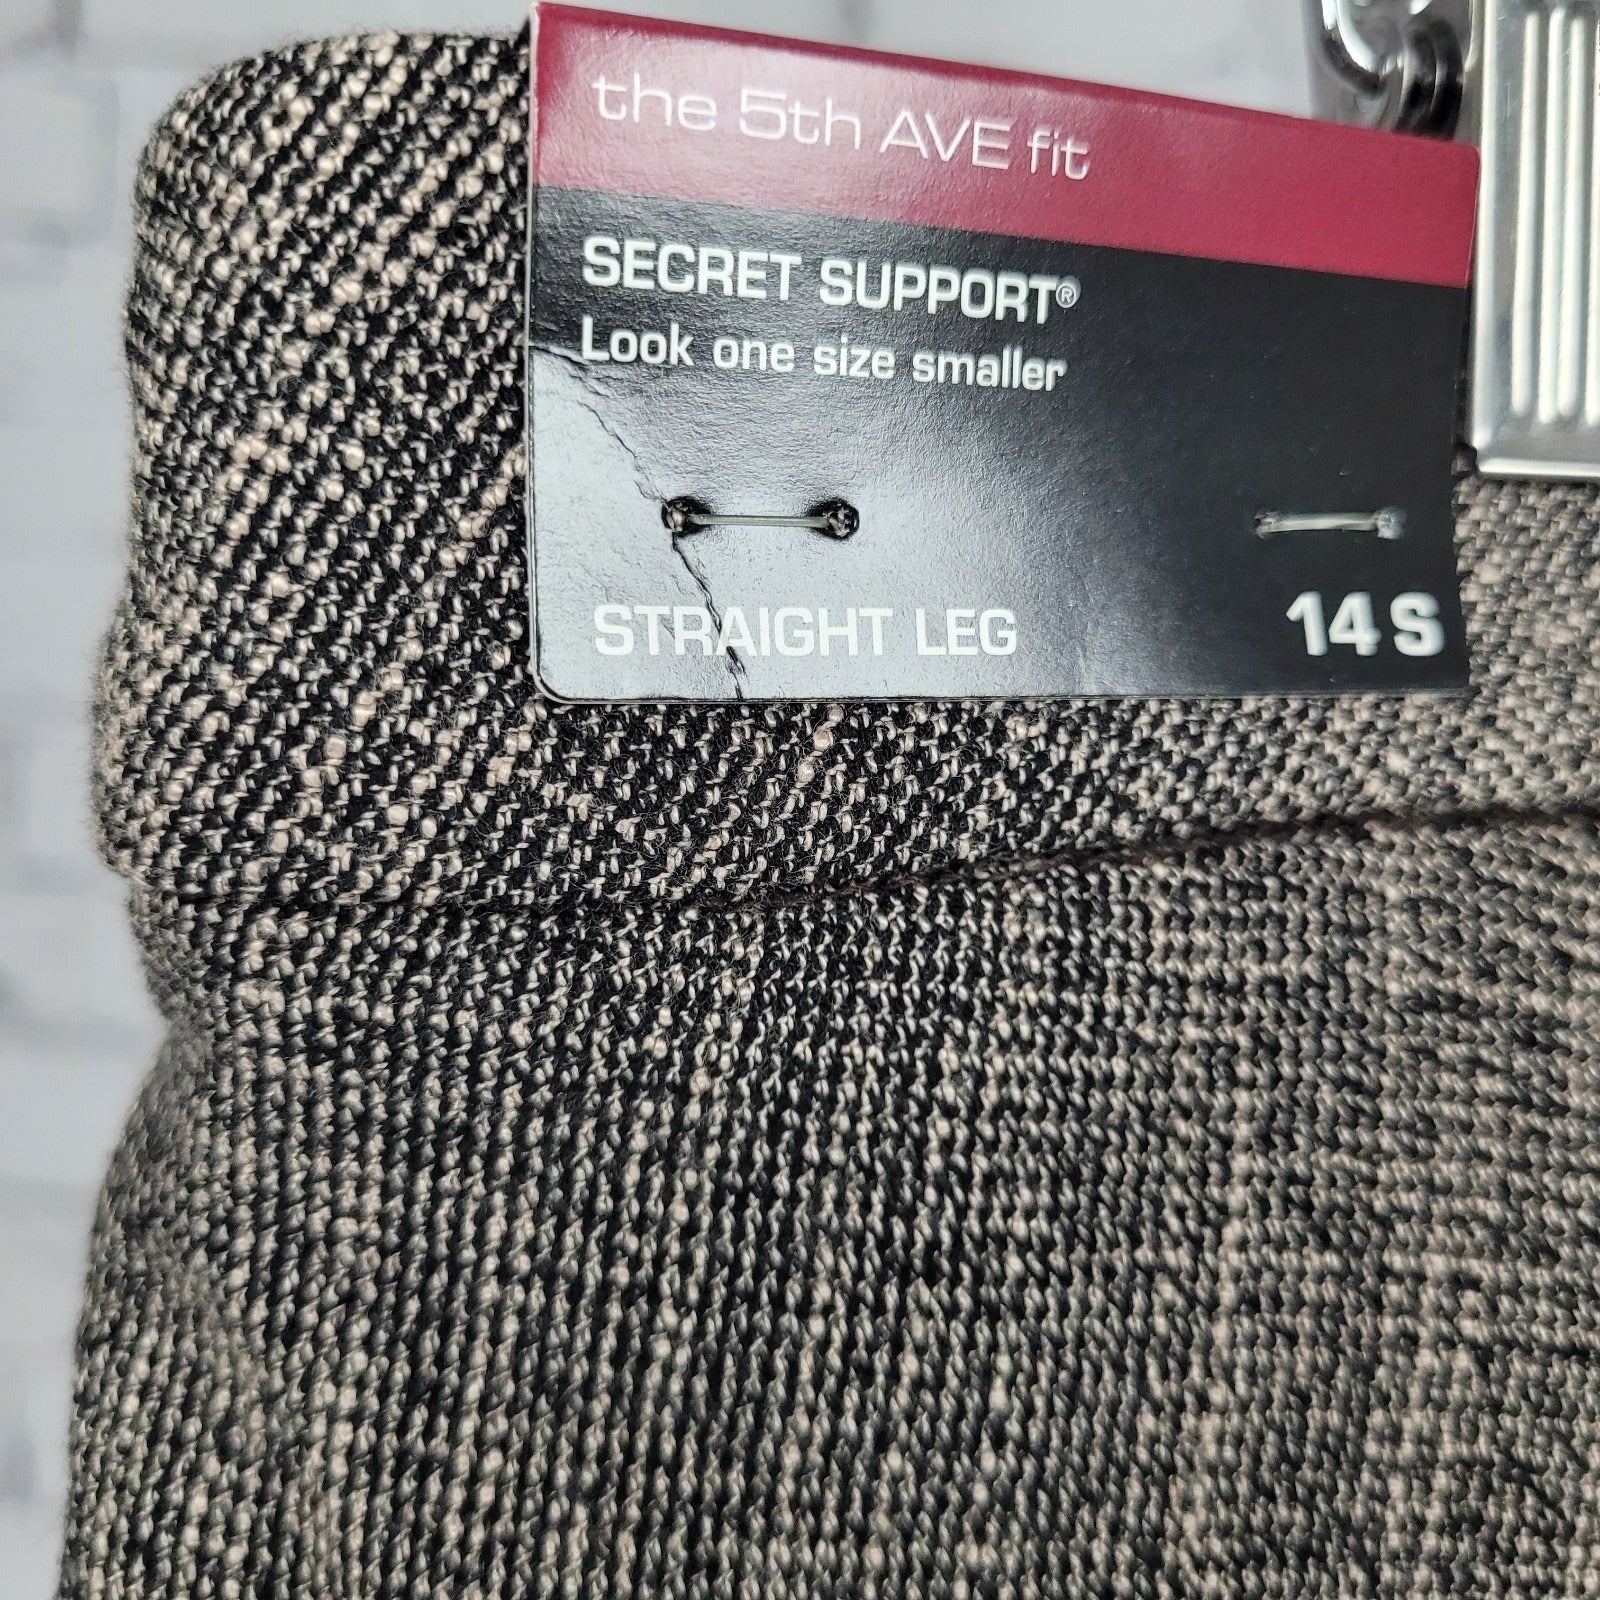 the 5th AVE fit
SECRET SUPPORT®
Look one size smaller
STRAIGHT LEG 14 S